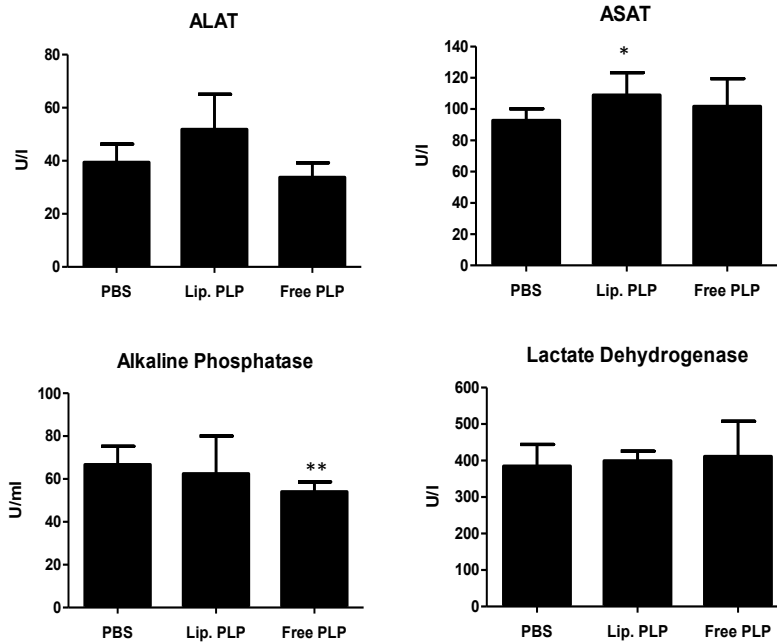 ALAT
80
60
40
20
0
U/l
PBS Lip. PLP Free PLP
ASAT
140
120
100
80
60
40
20
0
U/l
*
PBS Lip. PLP Free PLP
Alkaline Phosphatase
100
80
60
40
20
0
U/ml
**
PBS Lip. PLP Free PLP
Lactate Dehydrogenase
600
500
400
300
200
100
0
U/l
PBS Lip. PLP Free PLP